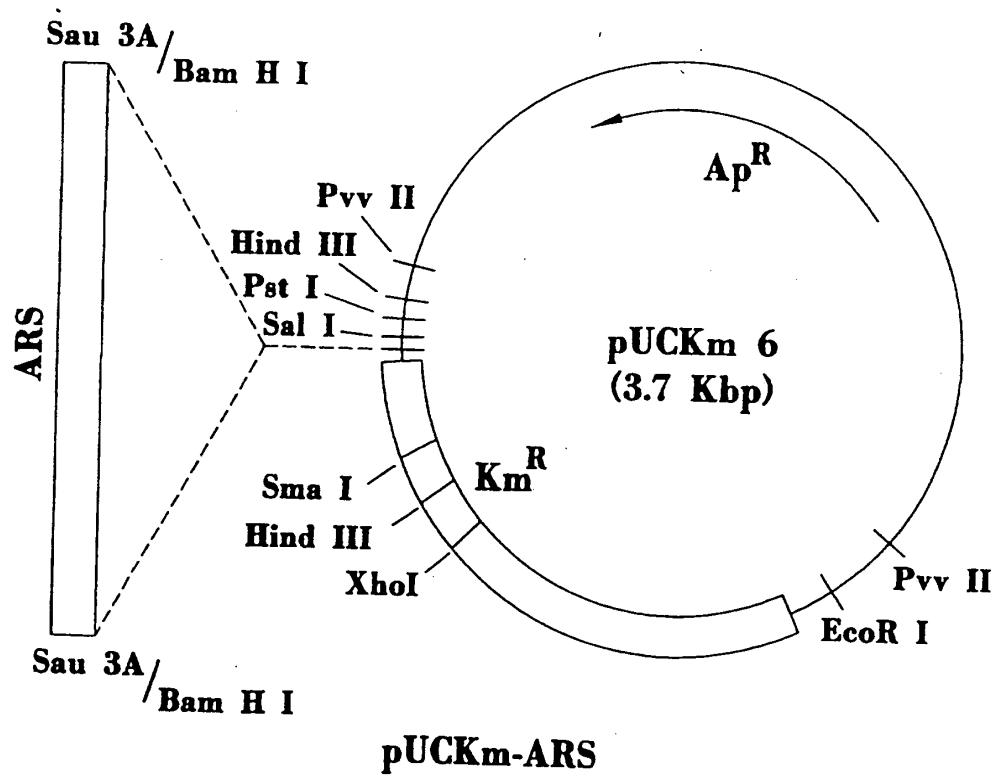 Sau 3A/
Bam H I
ARS
Sau 3A/
Bam H I
Pvv II
Hind III
Pst I
Sal I
Ap^R
pUCKm 6
(3.7 Kbp)
Km^R
Sma I
Hind III
XhoI
Pvv II
EcoR I
pUCKm-ARS